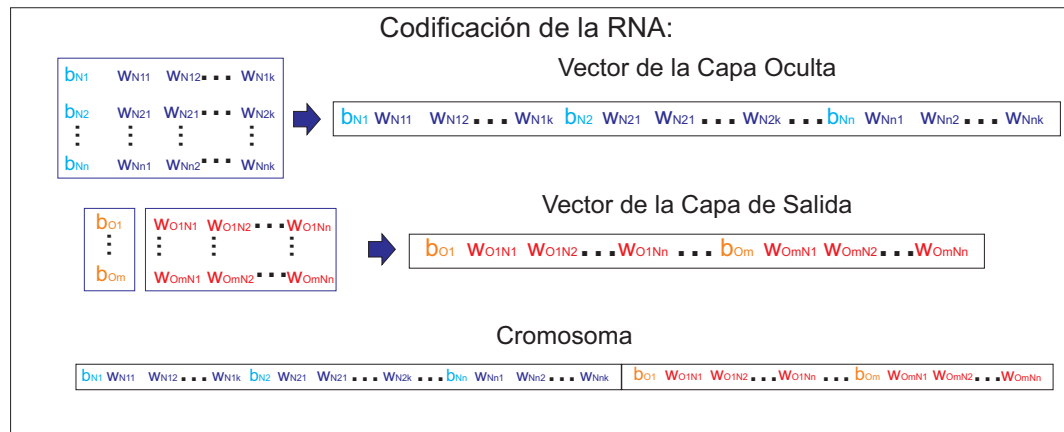 Codificación de la RNA:
bN1 wN11 wN12... wN1k
bN2 wN21 wN21... wN2k
⋮ ⋮ ⋮ ⋮
bNn wNn1 wNn2... wNnk
Vector de la Capa Oculta
bN1 wN11 wN12... wN1k bN2 wN21 wN21... wN2k ...bNn wNn1 wNn2... wNnk
bO1 wO1N1 wO1N2...wO1Nn
⋮ ⋮ ⋮ ⋮
bOm wOmN1 wOmN2...wOmNn
Vector de la Capa de Salida
bO1 wO1N1 wO1N2...wO1Nn ...bOm wOmN1 wOmN2...wOmNn
Cromosoma
bN1 wN11 wN12... wN1k bN2 wN21 wN21... wN2k ...bNn wNn1 wNn2... wNnk bO1 wO1N1 wO1N2...wO1Nn ...bOm wOmN1 wOmN2...wOmNn